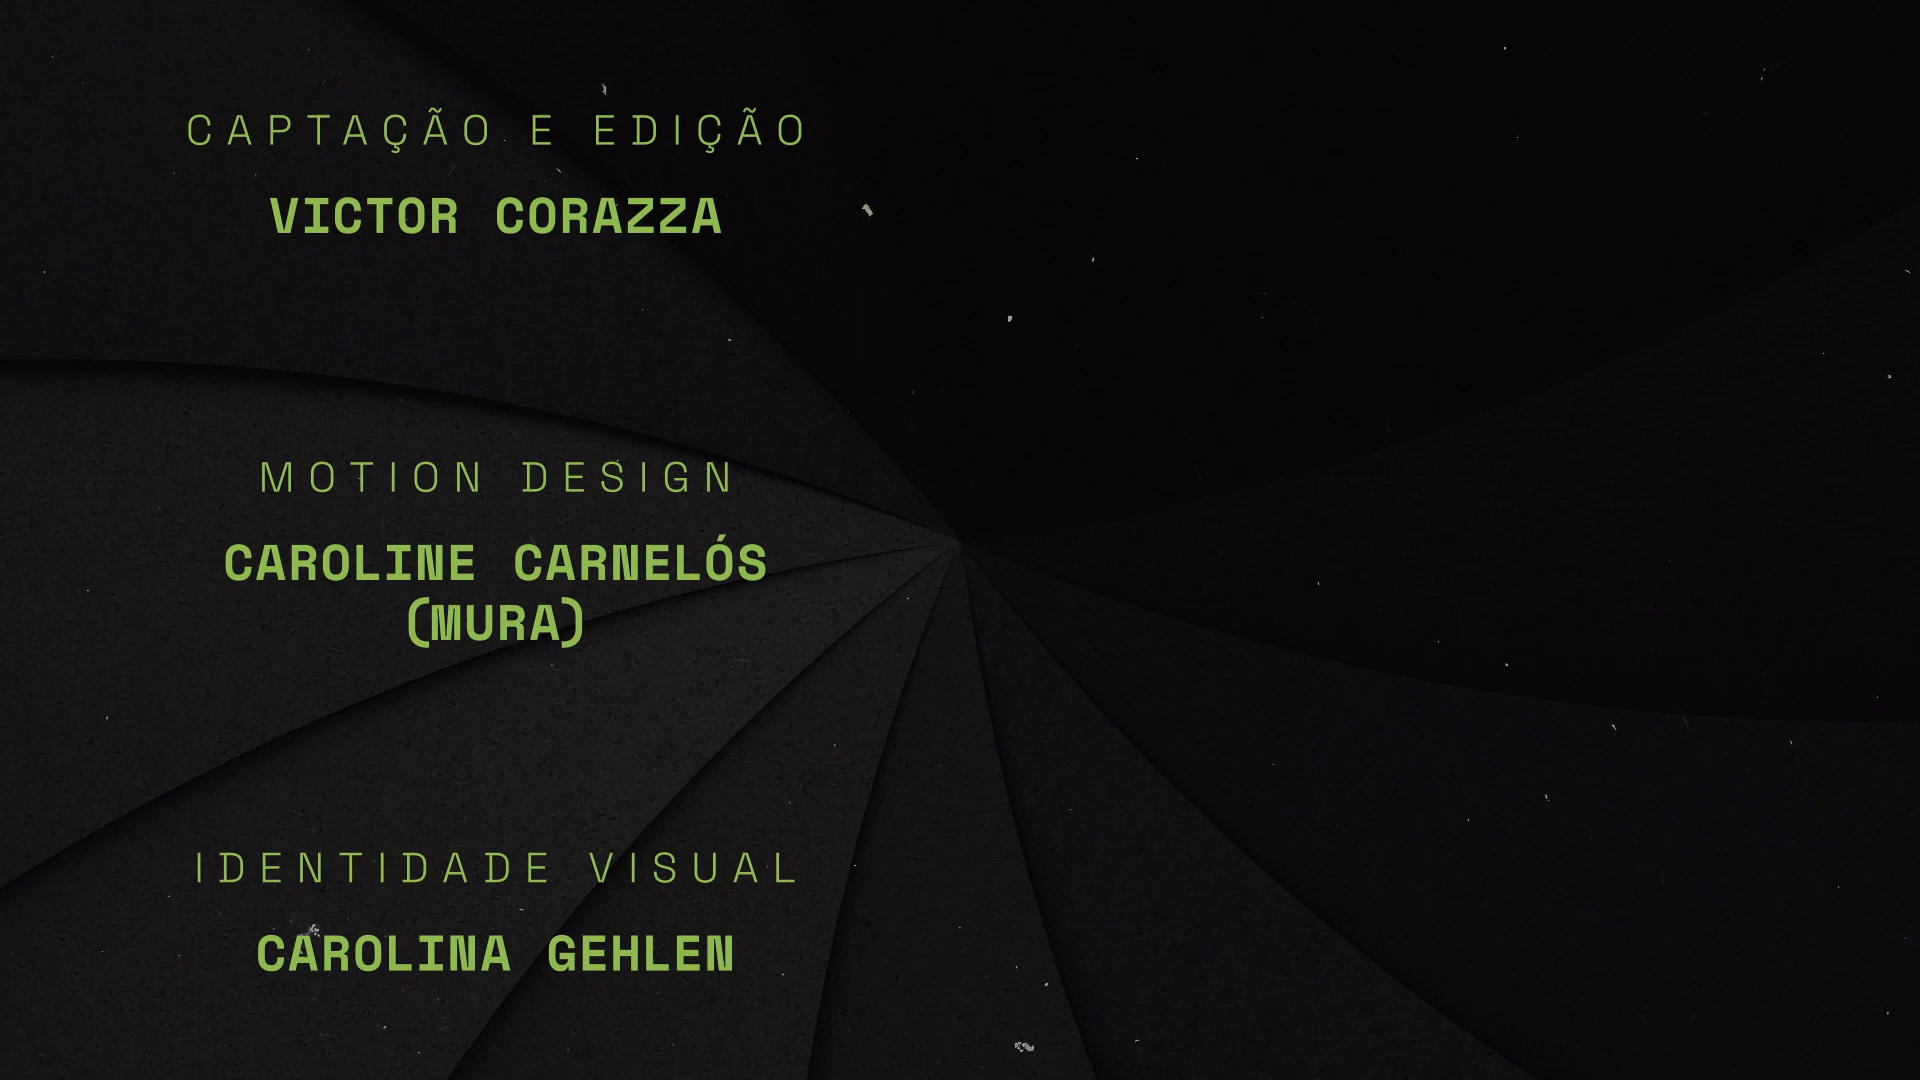 CAPTAÇÃO E EDIÇÃO
VICTOR CORAZZA
MOTION DESIGN
CAROLINE CARNELÓS
(MURA)
IDENTIDADE VISUAL
CAROLINA GEHLEN